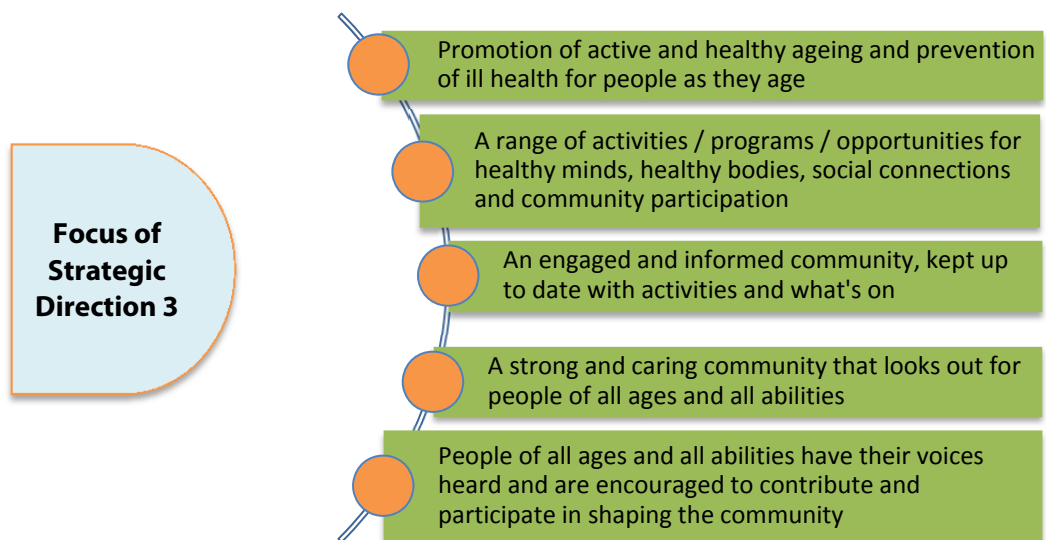 Focus of
Strategic
Direction 3
Promotion of active and healthy ageing and prevention
of ill health for people as they age
A range of activities / programs / opportunities for
healthy minds, healthy bodies, social connections
and community participation
An engaged and informed community, kept up
to date with activities and what's on
A strong and caring community that looks out for
people of all ages and all abilities
People of all ages and all abilities have their voices
heard and are encouraged to contribute and
participate in shaping the community